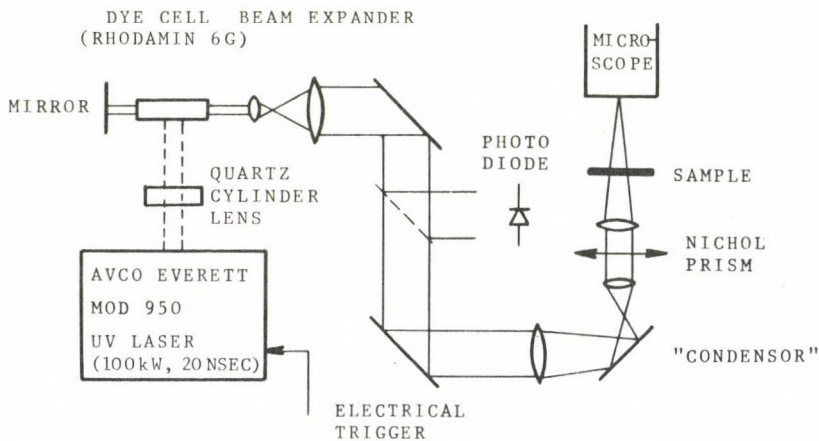 DYE CELL BEAM EXPANDER
(RHODAMIN 6G)
MICRO
SCOPE
MIRROR
PHOTO
DIODE
QUARTZ
CYLINDER
LENS
SAMPLE
NICHOL
PRISM
AVCO EVERETT
MOD 950
UV LASER
(100kW, 20NSEC)
"CONDENSOR"
ELECTRICAL
TRIGGER